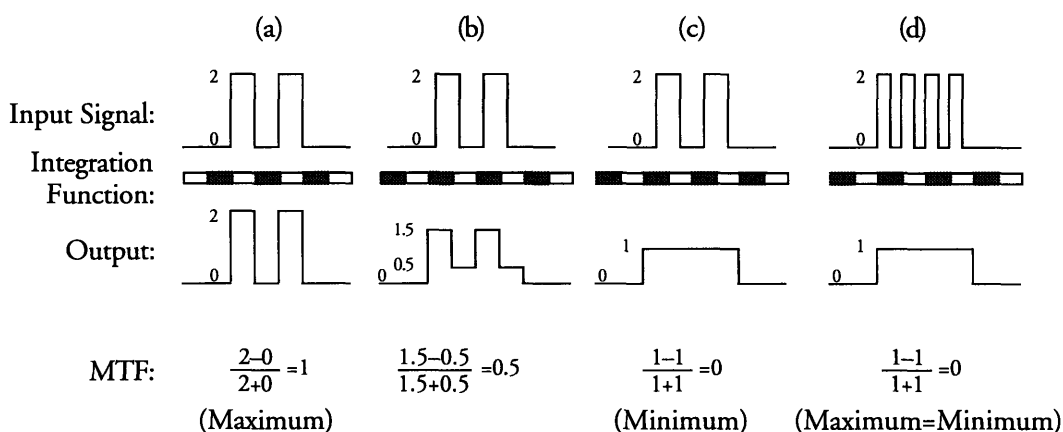 (a) (b) (c) (d)
Input Signal: 2 0 2 0 2 0 2 0
Integration
Function:
Output: 2 0 1.5 0.5 0 1 0 1 0
MTF: 2–0/2+0 =1 1.5–0.5/1.5+0.5 =0.5 1–1/1+1 =0 1–1/1+1 =0
(Maximum) (Minimum) (Maximum=Minimum)